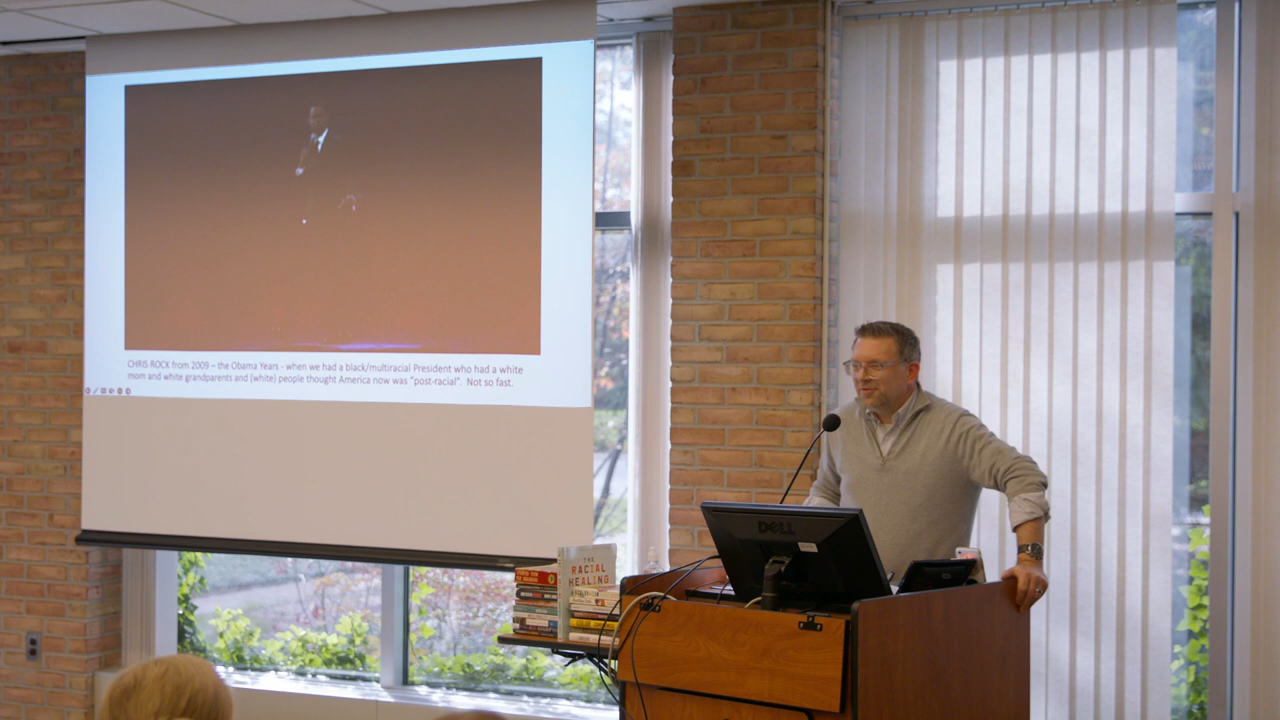 CHRIS ROCK from 2009 – the Obama Years - when we had a black/multiracial President who had a white
mom and white grandparents and (white) people thought America now was "post-racial". Not so fast.
DELL
THE
RACIAL
HEALING